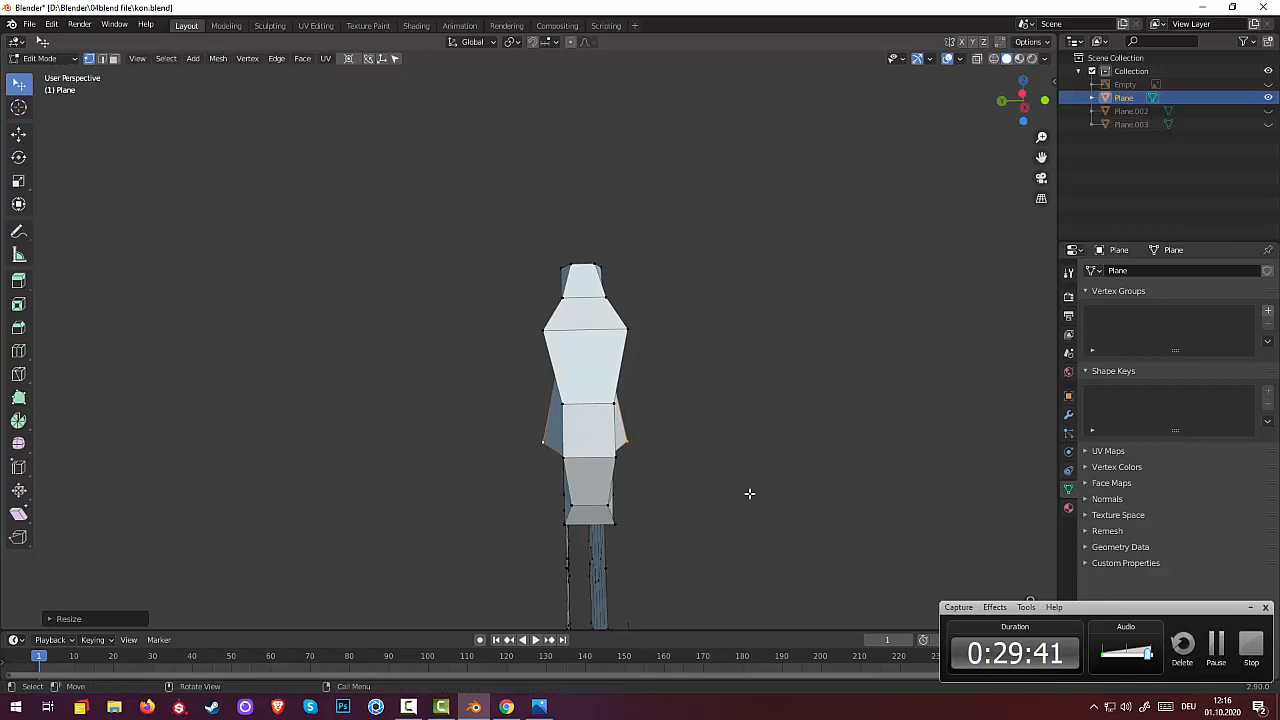 Blender* [D:\Blender\04blend file\kon.blend]
File Edit Render Window Help Layout Modeling Sculpting UV Editing Texture Paint Shading Animation Rendering Compositing Scripting + Scene View Layer
Global Options
Edit Mode View Select Add Mesh Vertex Edge Face UV X Y Z
User Perspective
(1) Plane
Scene Collection
Collection
Empty
Plane
Plane.002
Plane.003
Z
Y
Plane Plane
Plane
Vertex Groups
Shape Keys
UV Maps
Vertex Colors
Face Maps
Normals
Texture Space
Remesh
Geometry Data
Custom Properties
Resize
Capture Effects Tools Help
Duration Audio
0:29:41
Delete Pause Stop
Playback Keying View Marker 1
1 10 20 30 40 50 60 70 80 90 100 110 120 130 140 150 160 170 180 190 200 210 220 23
Select Move Rotate View Call Menu 2.90.0
DEU 12:16
01.10.2020 2